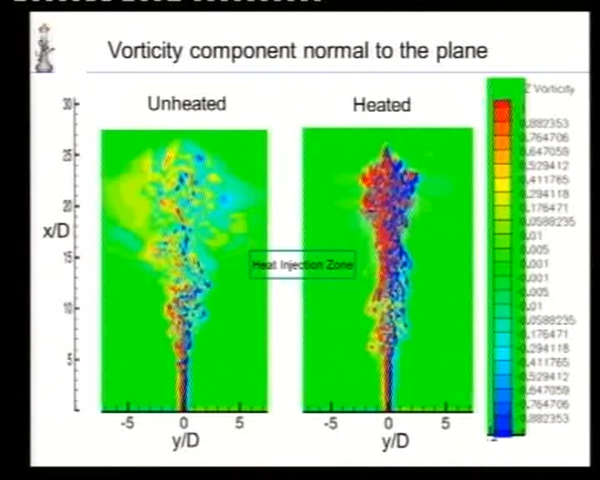 Vorticity component normal to the plane
Unheated
Heated
Z Vorticity
30
25
20
15
10
5
x/D
Heat Injection Zone
-5 0 5
y/D
-5 0 5
y/D
0.882353
0.764706
0.647059
0.529412
0.411765
0.294118
0.176471
0.0588235
0.01
0.005
0.001
-0.001
-0.005
-0.01
-0.0588235
-0.176471
-0.294118
-0.411765
-0.529412
-0.647059
-0.764706
-0.882353